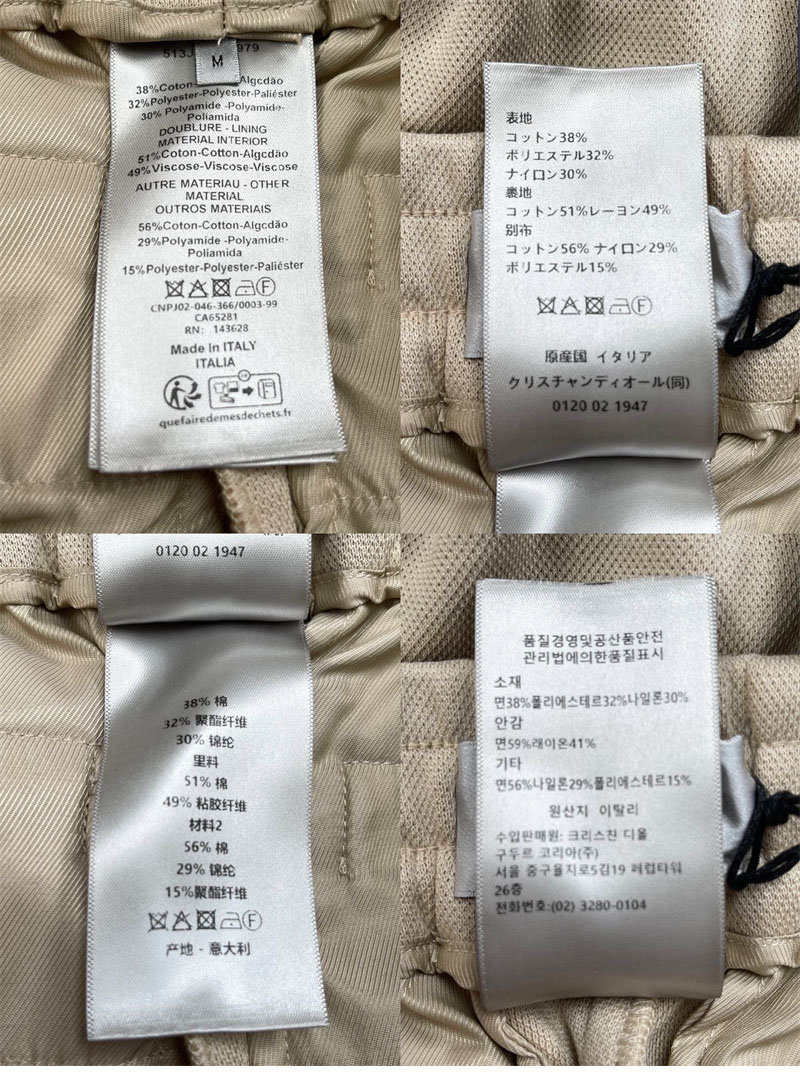 513J
979
M
38%Coton- -Algcdão
32%Polyester-Polyester-Paliéster
30% Polyamide -Polyamide-
Poliamida
DOUBLURE - LINING
MATERIAL INTERIOR
51%Coton-Cotton-Algcdão
49%Viscose-Viscose-Viscose
AUTRE MATERIAU - OTHER
MATERIAL
OUTROS MATERIAIS
56%Coton-Cotton-Algcdão
29%Polyamide -Polyamide-
Poliamida
15%Polyester-Polyester-Paliéster
CNPJ02-046-366/0003-99
CA65281
RN: 143628
Made in ITALY
ITALIA
FR
quefairedemesdechets.fr
表地
コットン38%
ポリエステル32%
ナイロン30%
裏地
コットン51%レーヨン49%
別布
コットン56% ナイロン29%
ポリエステル15%
原産国 イタリア
クリスチャンディオール(同)
0120 02 1947
0120 02 1947
38% 棉
32% 聚酯纤维
30% 锦纶
里料
51% 棉
49% 粘胶纤维
材料2
56% 棉
29% 锦纶
15%聚酯纤维
产地 - 意大利
품질경영및공산품안전
관리법에의한품질표시
소재
면38%폴리에스테르32%나일론30%
안감
면59%래이온41%
기타
면56%나일론29%폴리에스테르15%
원산지 이탈리
수입판매원: 크리스찬 디올
구두르 코리아(주)
서울 중구율지로5깁19 페럽타워
26층
전화번호:(02) 3280-0104